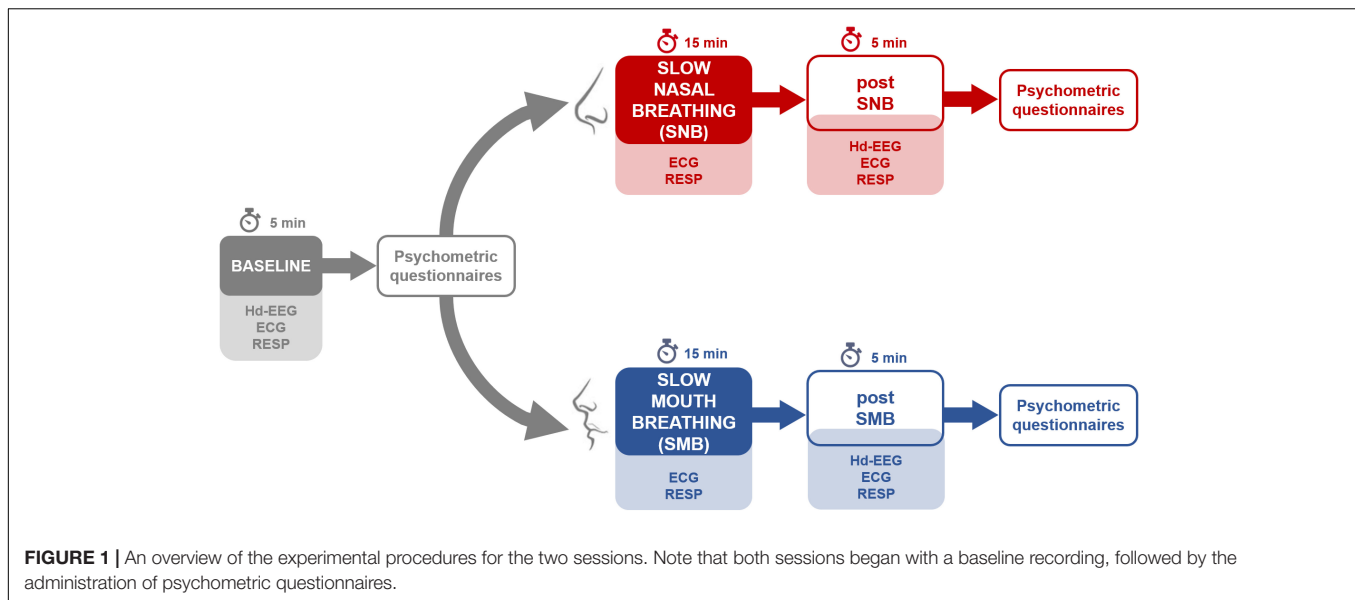 5 min
BASELINE
Hd-EEG
ECG
RESP
Psychometric
questionnaires
15 min
SLOW
NASAL
BREATHING
(SNB)
ECG
RESP
5 min
post
SNB
Hd-EEG
ECG
RESP
Psychometric
questionnaires
15 min
SLOW
MOUTH
BREATHING
(SMB)
ECG
RESP
5 min
post
SMB
Hd-EEG
ECG
RESP
Psychometric
questionnaires
FIGURE 1 | An overview of the experimental procedures for the two sessions. Note that both sessions began with a baseline recording, followed by the
administration of psychometric questionnaires.